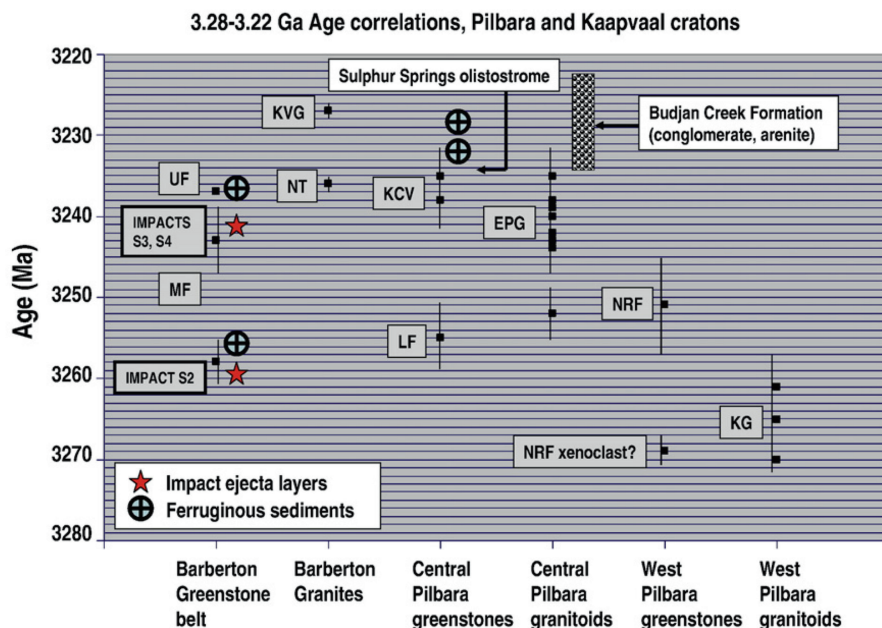 3.28-3.22 Ga Age correlations, Pilbara and Kaapvaal cratons
Age (Ma)
3220
3230
3240
3250
3260
3270
3280
Sulphur Springs olistostrome
KVG
Budjan Creek Formation
(conglomerate, arenite)
UF
NT
KCV
IMPACTS
S3, S4
EPG
MF
NRF
LF
IMPACT S2
KG
NRF xenoclast?
Impact ejecta layers
Ferruginous sediments
Barberton
Greenstone
belt
Barberton
Granites
Central
Pilbara
greenstones
Central
Pilbara
granitoids
West
Pilbara
greenstones
West
Pilbara
granitoids